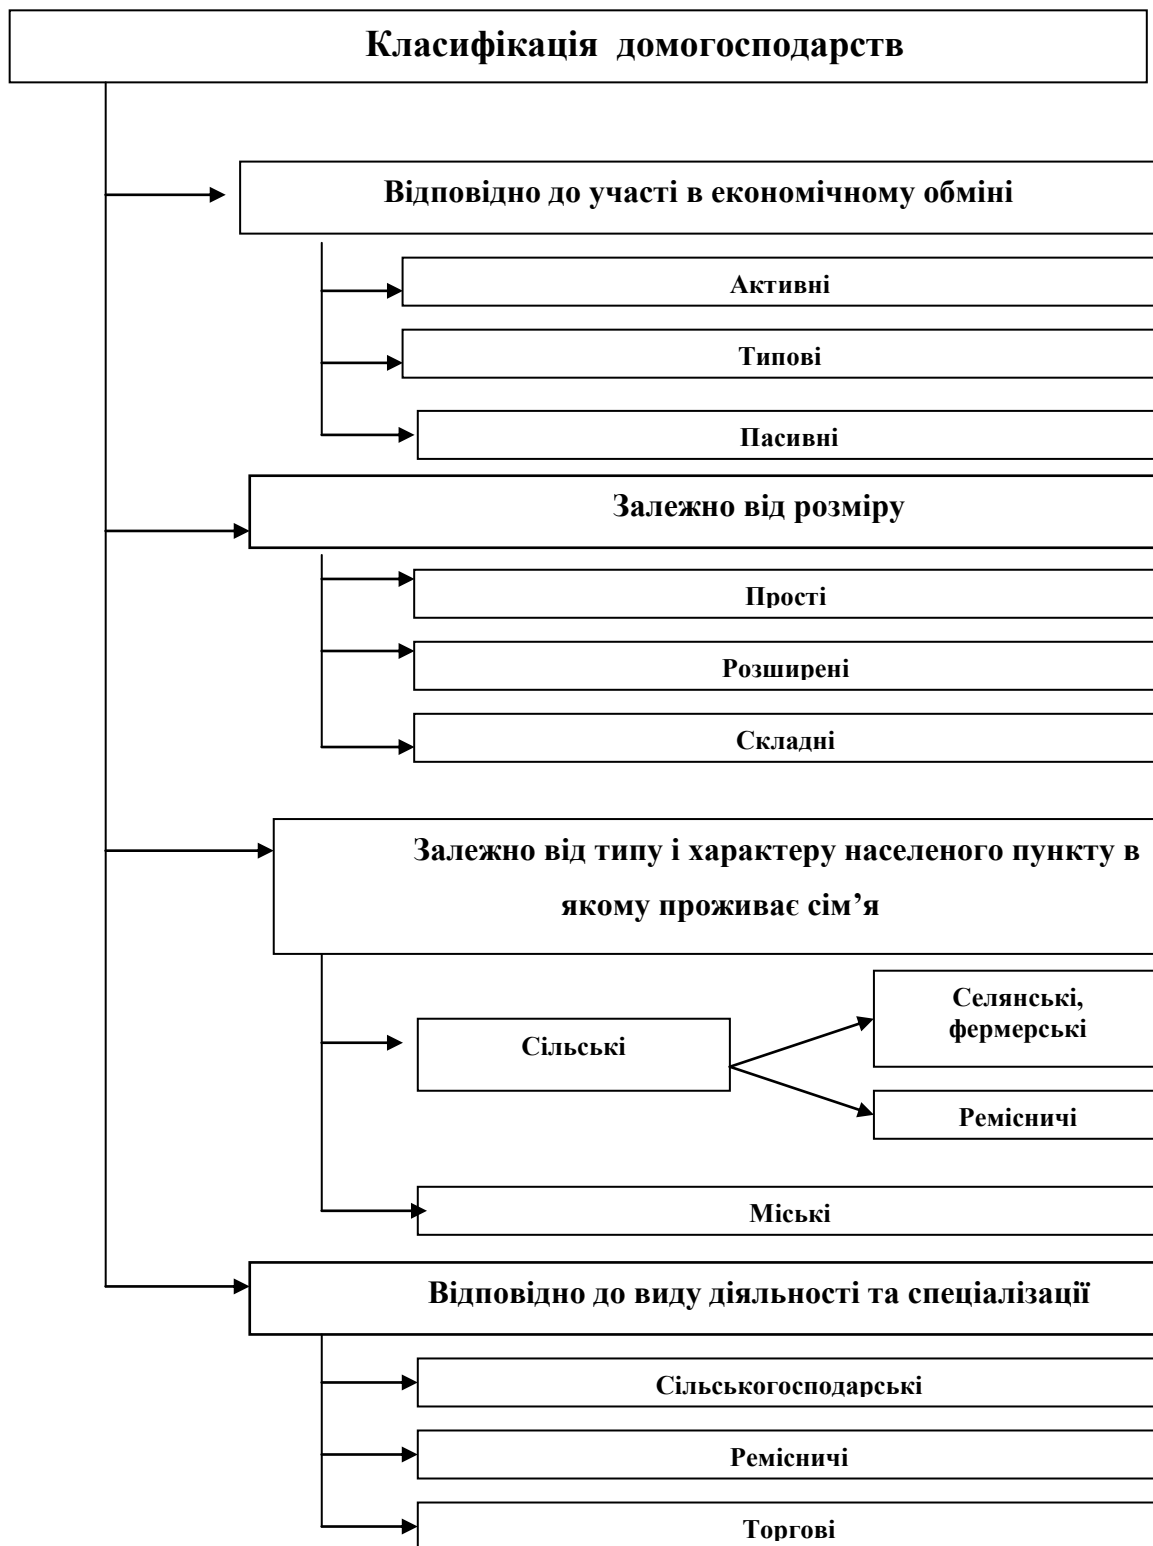 Класифікація домогосподарств
Відповідно до участі в економічному обміні
Активні
Типові
Пасивні
Залежно від розміру
Прості
Розширені
Складні
Залежно від типу і характеру населеного пункту в
якому проживає сім’я
Селянські,
фермерські
Сільські
Ремісничі
Міські
Відповідно до виду діяльності та спеціалізації
Сільськогосподарські
Ремісничі
Торгові